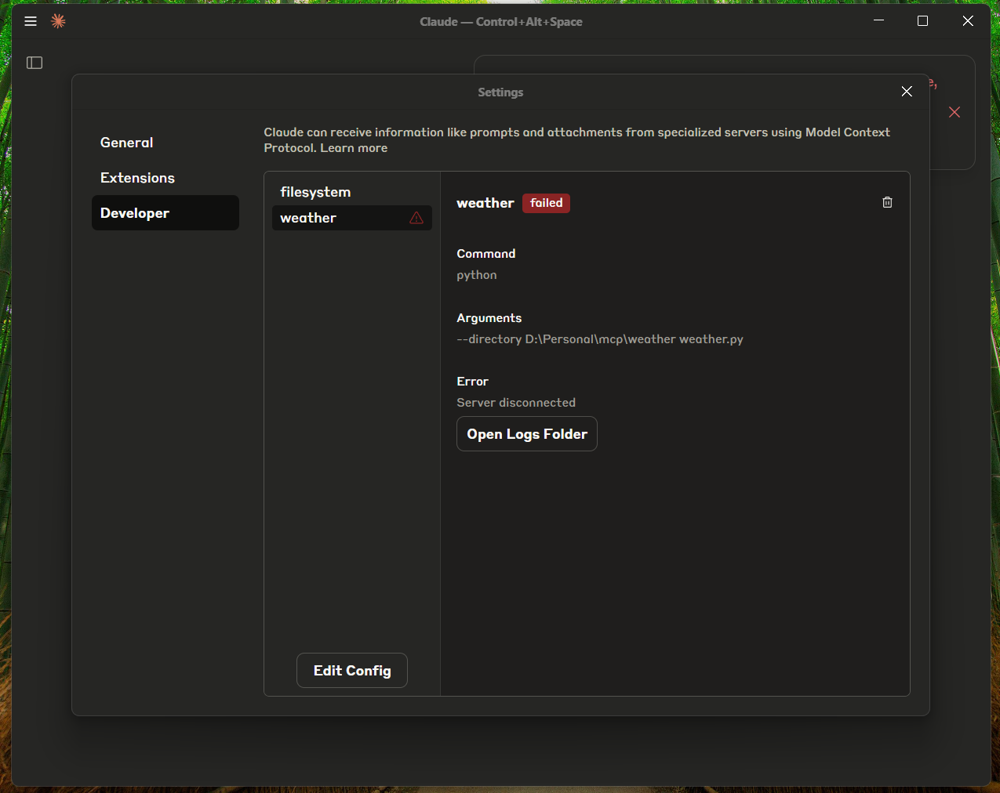 Claude — Control+Alt+Space
e,
Settings
General
Extensions
Developer
Claude can receive information like prompts and attachments from specialized servers using Model Context
Protocol. Learn more
filesystem
weather
Edit Config
weather failed
Command
python
Arguments
--directory D:\Personal\mcp\weather weather.py
Error
Server disconnected
Open Logs Folder